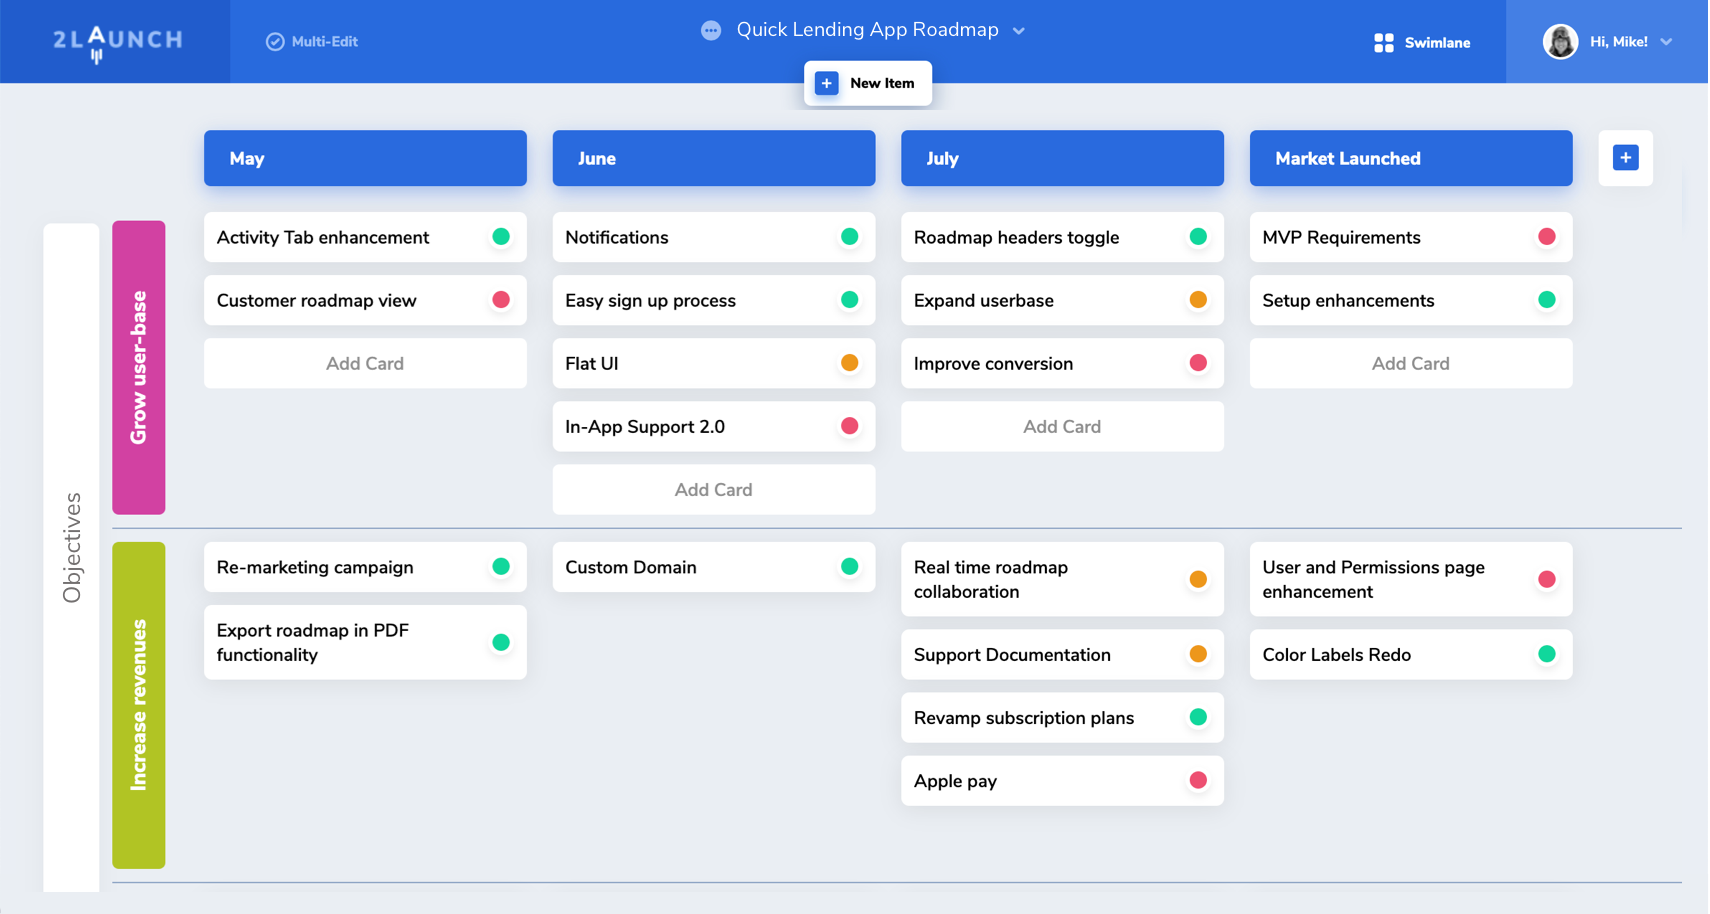 2LAUNCH
Multi-Edit
Quick Lending App Roadmap
Swimlane
Hi, Mike!
New Item
May
June
July
Market Launched
Objectives
Grow user-base
Activity Tab enhancement
Customer roadmap view
Add Card
Notifications
Easy sign up process
Flat UI
In-App Support 2.0
Add Card
Roadmap headers toggle
Expand userbase
Improve conversion
Add Card
MVP Requirements
Setup enhancements
Add Card
Increase revenues
Re-marketing campaign
Export roadmap in PDF
functionality
Custom Domain
Real time roadmap
collaboration
Support Documentation
Revamp subscription plans
Apple pay
User and Permissions page
enhancement
Color Labels Redo